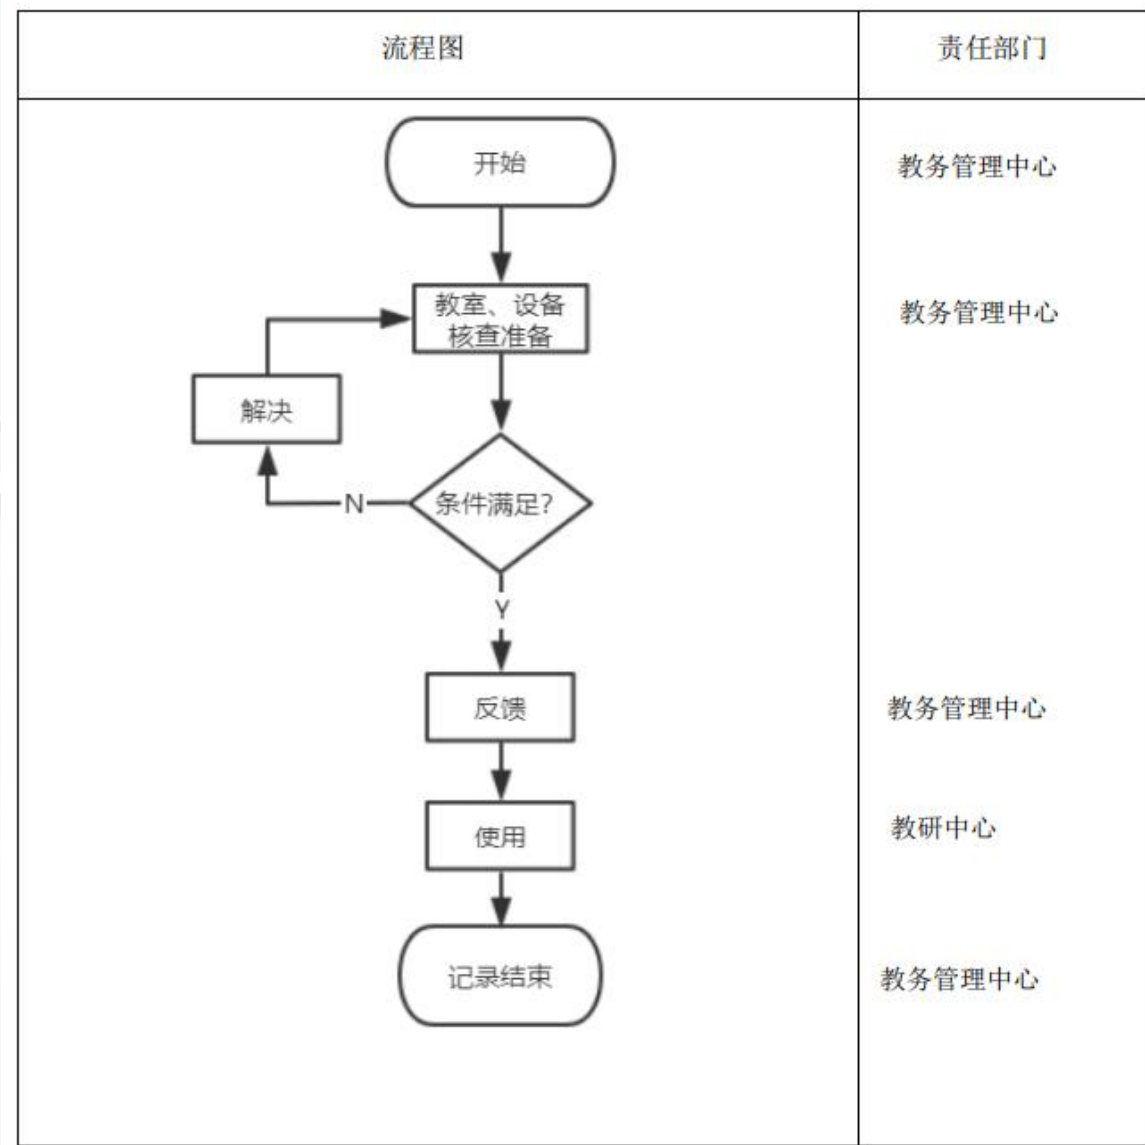 流程图
责任部门
开始
教务管理中心
教室、设备
核查准备
教务管理中心
解决
条件满足?
N
Y
反馈
教务管理中心
使用
教研中心
记录结束
教务管理中心